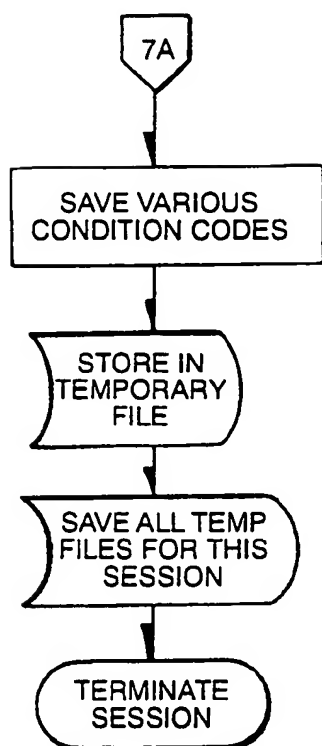 7A
SAVE VARIOUS
CONDITION CODES
STORE IN
TEMPORARY
FILE
SAVE ALL TEMP
FILES FOR THIS
SESSION
TERMINATE
SESSION